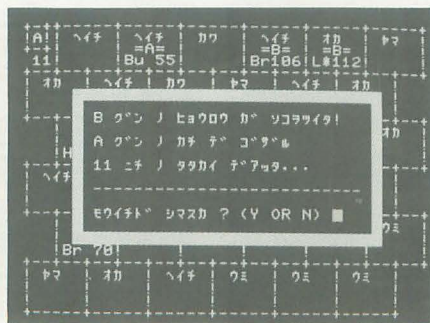 A! ヘイチ ヘイチ カワ ヘイチ オカ ヤマ
=A= =B= =B=
11 Bu 55! Br106! L*112!
オカ ヘイチ カワ ヤマ ヘイチ オカ
B グン ノ ヒョウロウ ガ ソコヲツイタ!
A グン ノ カチ デ ゴザル
カ
11 ニチ ノ タタカイ デアッタ...
H
ヘイチ
モウイチド シマスカ ? (Y OR N)
ウミ
Br 70!
ヤマ オカ ヘイチ ウミ ウミ ウミ